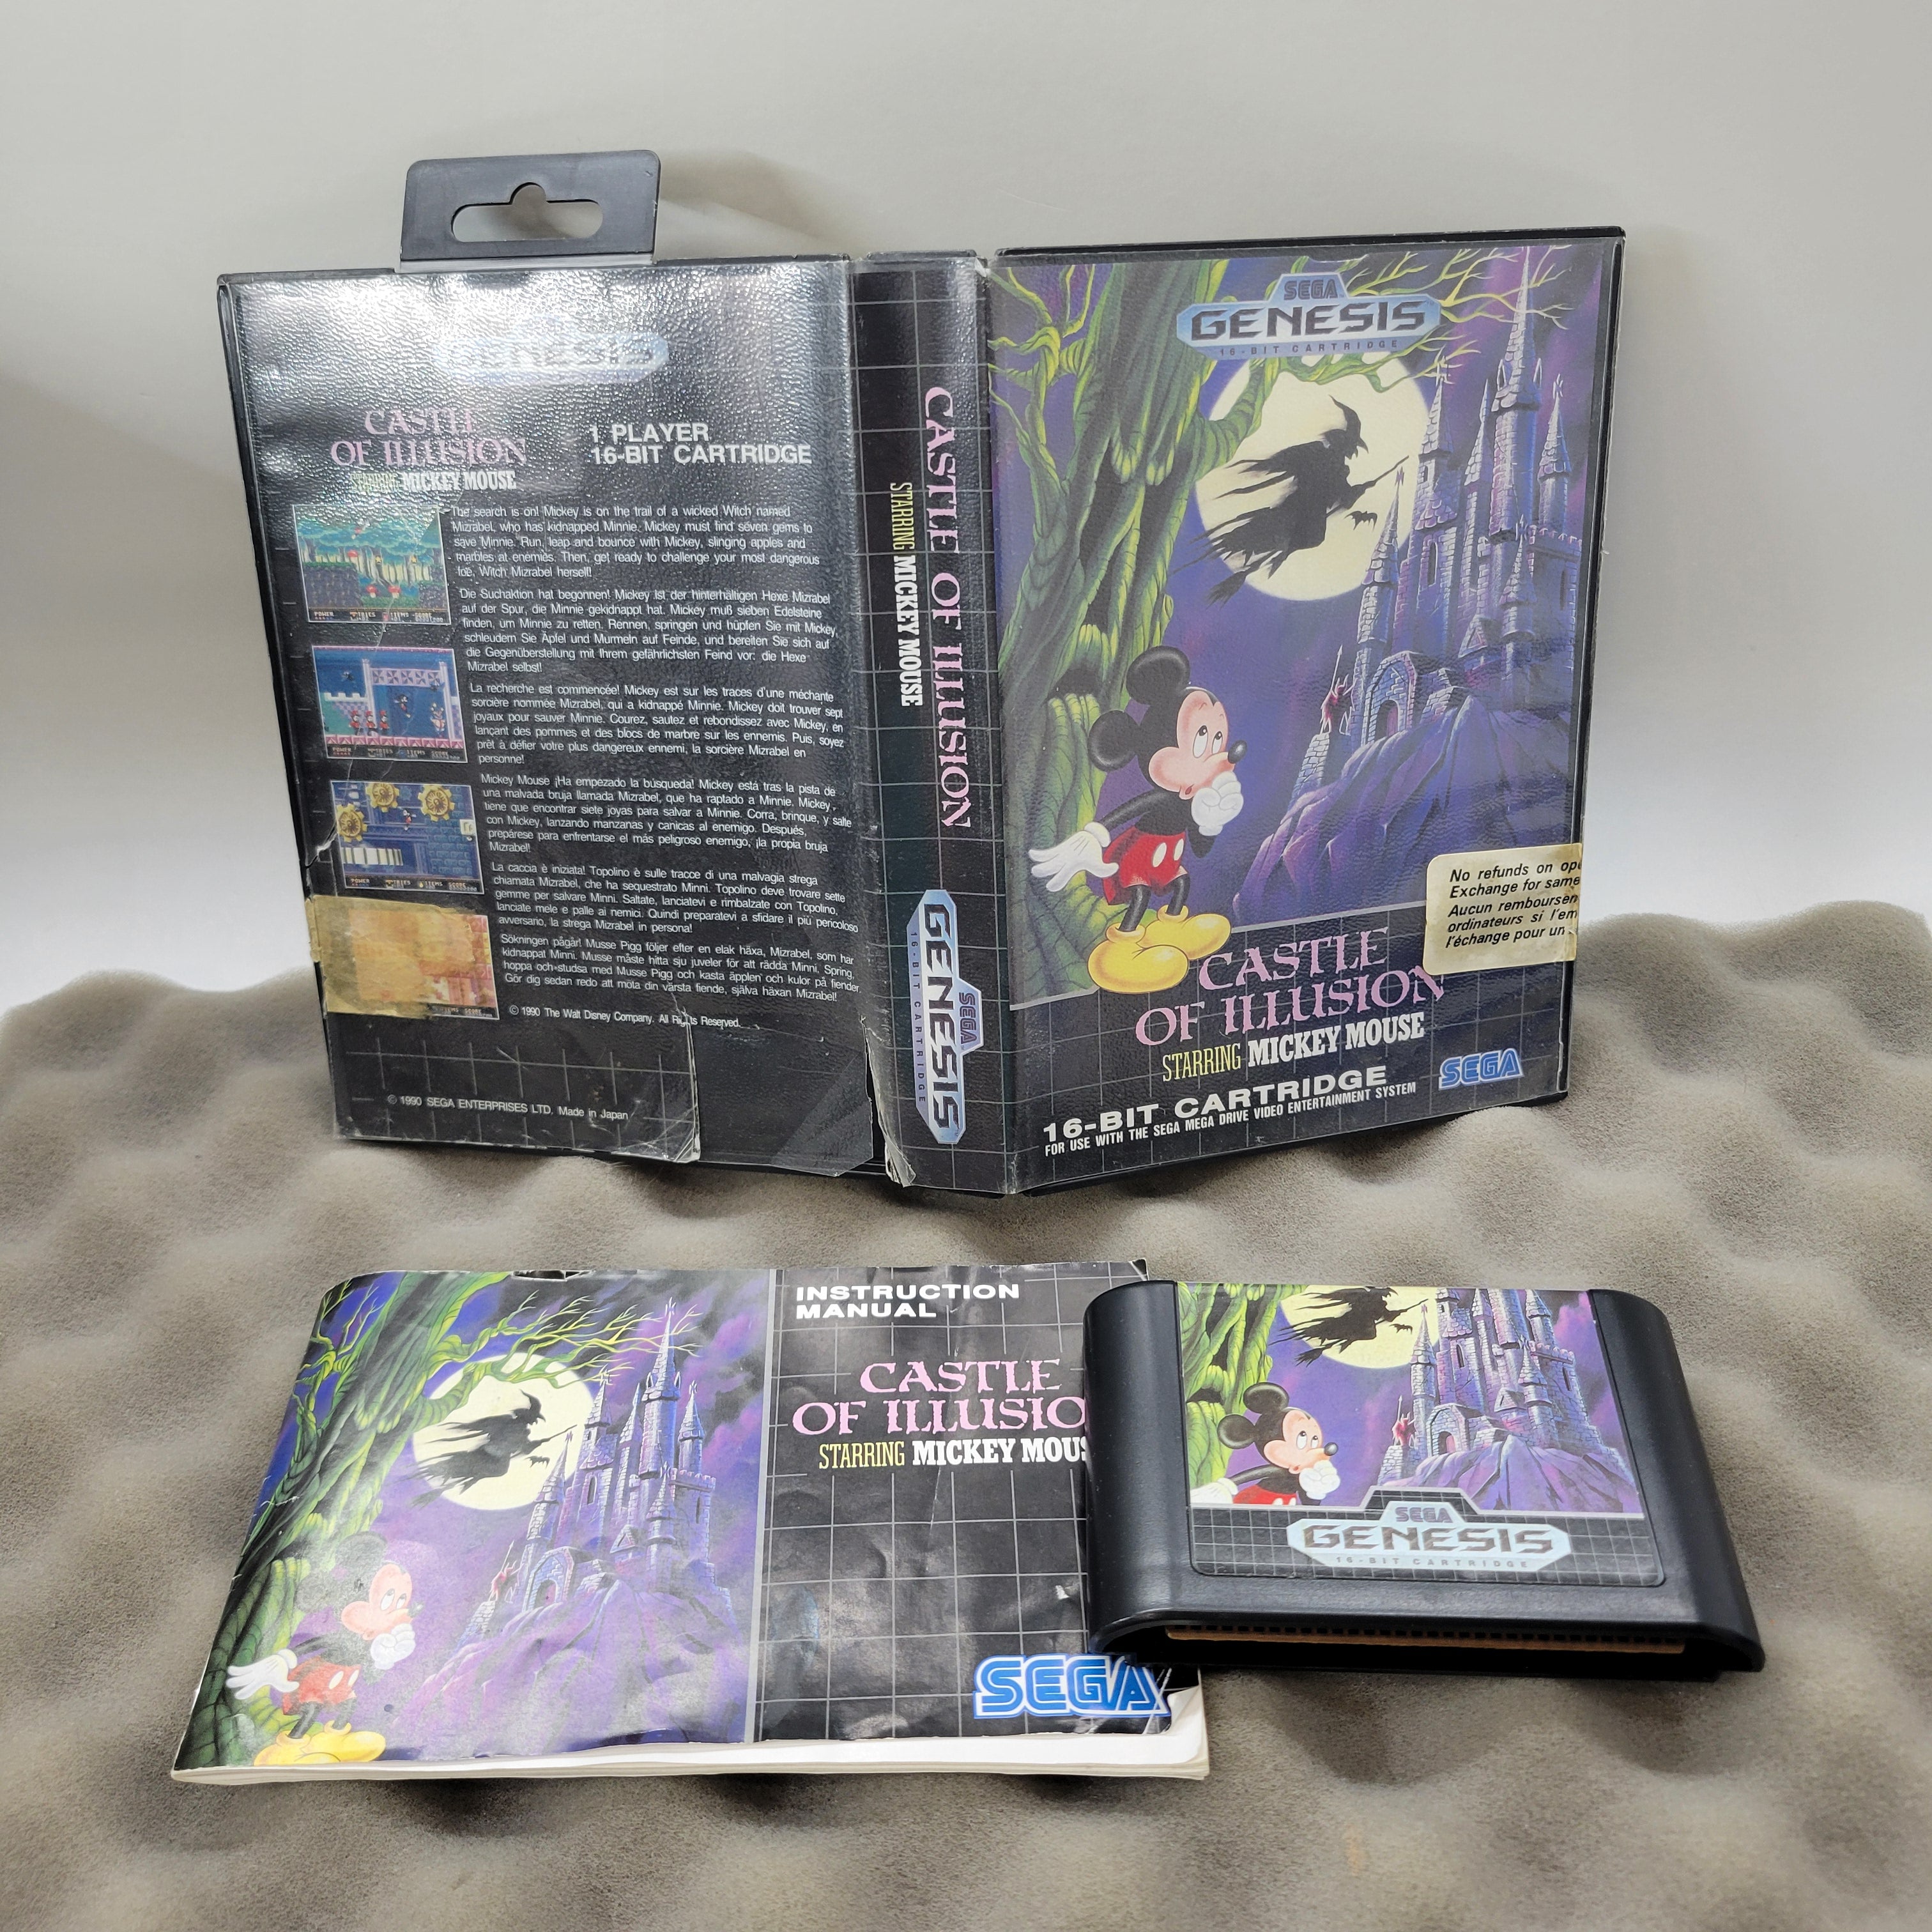 GENESIS
CASTLE
OF ILLUSION
STARRING MICKEY MOUSE
1 PLAYER
16-BIT CARTRIDGE
The search is on! Mickey is on the trail of a wicked Witch named
Mizrabel, who has kidnapped Minnie. Mickey must find seven gems to
save Minnie. Run, leap and bounce with Mickey, slinging apples and
marbles at enemies. Then, get ready to challenge your most dangerous
foe, Witch Mizrabel herself!
Die Suchaktion hat begonnen! Mickey ist der hinterhältigen Hexe Mizrabel
auf der Spur, die Minnie gekidnappt hat. Mickey muß sieben Edelsteine
finden, um Minnie zu retten. Rennen, springen und hüpfen Sie mit Mickey,
schleudern Sie Äpfel und Murmeln auf Feinde, und bereiten Sie sich auf
die Gegenüberstellung mit Ihrem gefährlichsten Feind vor: die Hexe
Mizrabel selbst!
La recherche est commencée! Mickey est sur les traces d'une méchante
sorcière nommée Mizrabel, qui a kidnappé Minnie. Mickey doit trouver sept
joyaux pour sauver Minnie. Courez, sautez et rebondissez avec Mickey, en
lançant des pommes et des blocs de marbre sur les ennemis. Puis, soyez
prêt à défier votre plus dangereux ennemi, la sorcière Mizrabel en
personne!
Mickey Mouse ¡Ha empezado la búsqueda! Mickey está tras la pista de
una malvada bruja llamada Mizrabel, que ha raptado a Minnie. Mickey,
tiene que encontrar siete joyas para salvar a Minnie. Corra, brinque, y salte
con Mickey, lanzando manzanas y canicas al enemigo. Después,
prepárese para enfrentarse el más peligroso enemigo, ¡la propia bruja
Mizrabel!
La caccia è iniziata! Topolino è sulle tracce di una malvagia strega
chiamata Mizrabel, che ha sequestrato Minni. Topolino deve trovare sette
gemme per salvare Minni. Saltate, lanciatevi e rimbalzate con Topolino,
lanciate mele e palle ai nemici. Quindi preparatevi a sfidare il più pericoloso
avversario, la strega Mizrabel in persona!
Sökningen pågår! Musse Pigg följer efter en elak häxa, Mizrabel, som har
kidnappat Minni. Musse måste hitta sju juveler för att rädda Minni, Spring,
hoppa och studsa med Musse Pigg och kasta äpplen och kulor på fiender.
Gör dig sedan redo att möta din värsta fiende, själva häxan Mizrabel!
© 1990 The Walt Disney Company. All Rights Reserved.
© 1990 SEGA ENTERPRISES LTD. Made in Japan
CASTLE OF ILLUSION
STARRING MICKEY MOUSE
SEGA
GENESIS
16-BIT CARTRIDGE
SEGA
GENESIS
16-BIT CARTRIDGE
No refunds on ope
Exchange for same
Aucun remboursen
ordinateurs si l'em
l'échange pour un
CASTLE
OF ILLUSION
STARRING MICKEY MOUSE
SEGA
16-BIT CARTRIDGE
FOR USE WITH THE SEGA MEGA DRIVE VIDEO ENTERTAINMENT SYSTEM
INSTRUCTION
MANUAL
CASTLE
OF ILLUSIO
STARRING MICKEY MOUS
SEGA
SEGA
GENESIS
16-BIT CARTRIDGE